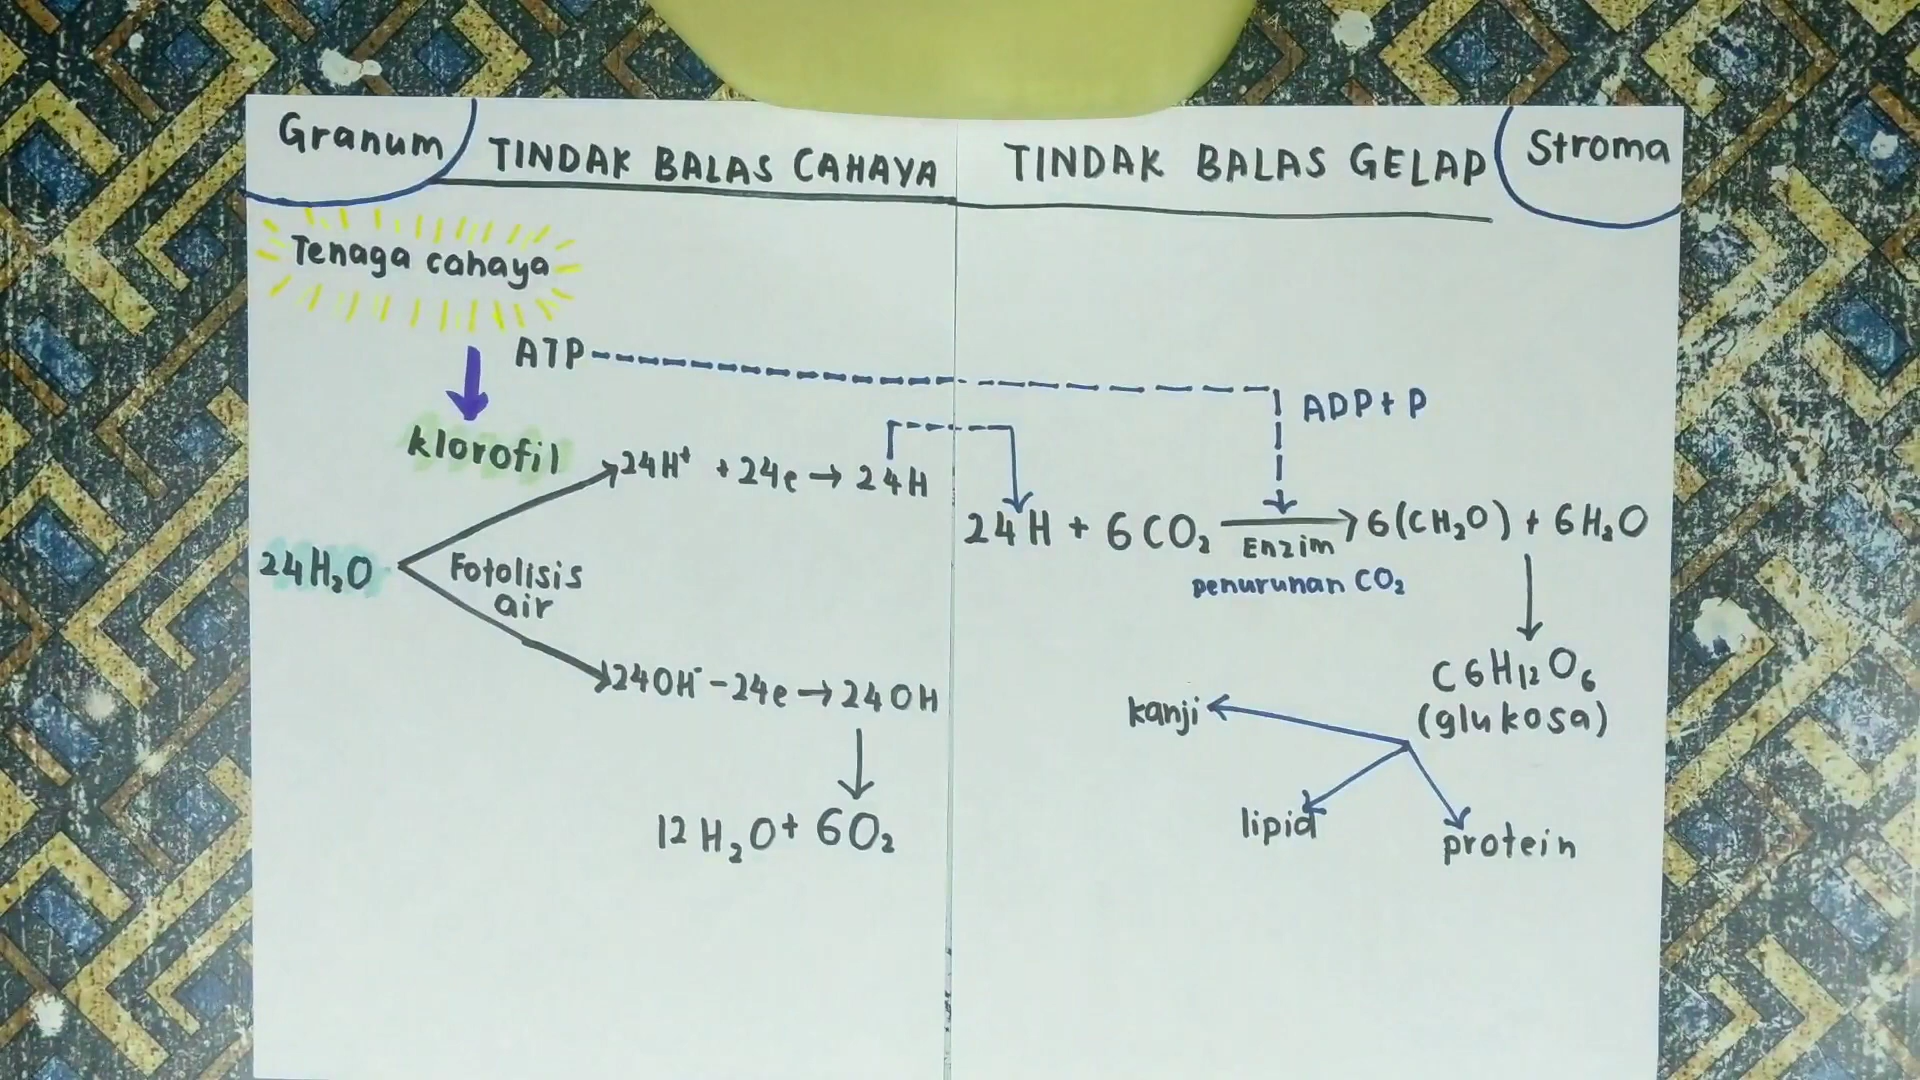 Granum
TINDAK BALAS CAHAYA
Tenaga cahaya
ATP
klorofil
24H₂O
Fotolisis
air
24H⁺ + 24e → 24H
24OH⁻ - 24e → 24OH
12H₂O + 6O₂
TINDAK BALAS GELAP
Stroma
ADP + P
24H + 6CO₂ → 6(CH₂O) + 6H₂O
Enzim
penurunan CO₂
C6H₁₂O₆
(glukosa)
kanji
lipid
protein